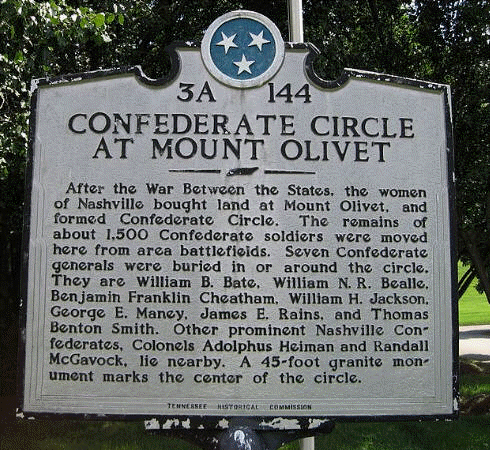 3A 144
CONFEDERATE CIRCLE
AT MOUNT OLIVET
After the War Between the States, the women
of Nashville bought land at Mount Olivet, and
formed Confederate Circle. The remains of
about 1,500 Confederate soldiers were moved
here from area battlefields. Seven Confederate
generals were buried in or around the circle.
They are William B. Bate, William N. R. Bealle,
Benjamin Franklin Cheatham, William H. Jackson,
George E. Maney, James E. Rains, and Thomas
Benton Smith. Other prominent Nashville Con-
federates, Colonels Adolphus Heiman and Randall
McGavock, lie nearby. A 45-foot granite mon-
ument marks the center of the circle.
TENNESSEE HISTORICAL COMMISSION